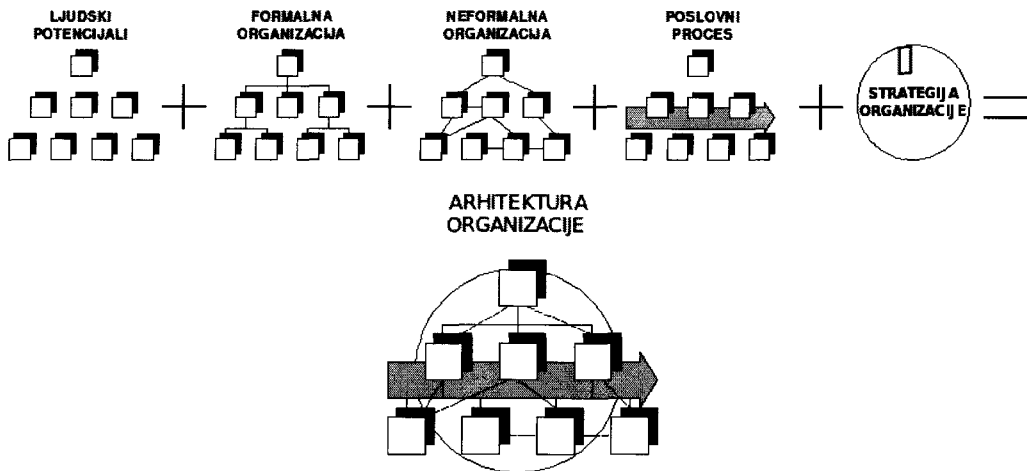 LJUDSKI
POTENCIJALI
FORMALNA
ORGANIZACIJA
NEFORMALNA
ORGANIZACIJA
POSLOVNI
PROCES
STRATEGIJA
ORGANIZACIJE
ARHITEKTURA
ORGANIZACIJE